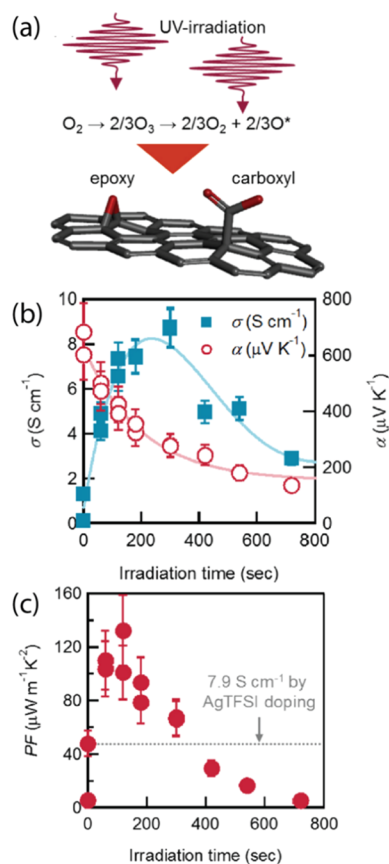 (a)
UV-irradiation
O₂ → 2/3O₃ → 2/3O₂ + 2/3O*
epoxy carboxyl
(b)
10 800
8 600
6
400
4
200
2
0 0
σ (S cm⁻¹)
α (μV K⁻¹)
σ (S cm⁻¹)
α (μV K⁻¹)
0 200 400 600 800
Irradiation time (sec)
(c)
160
120
80
40
0
PF (μW m⁻¹K⁻²)
7.9 S cm⁻¹ by
AgTFSI doping
0 200 400 600 800
Irradiation time (sec)